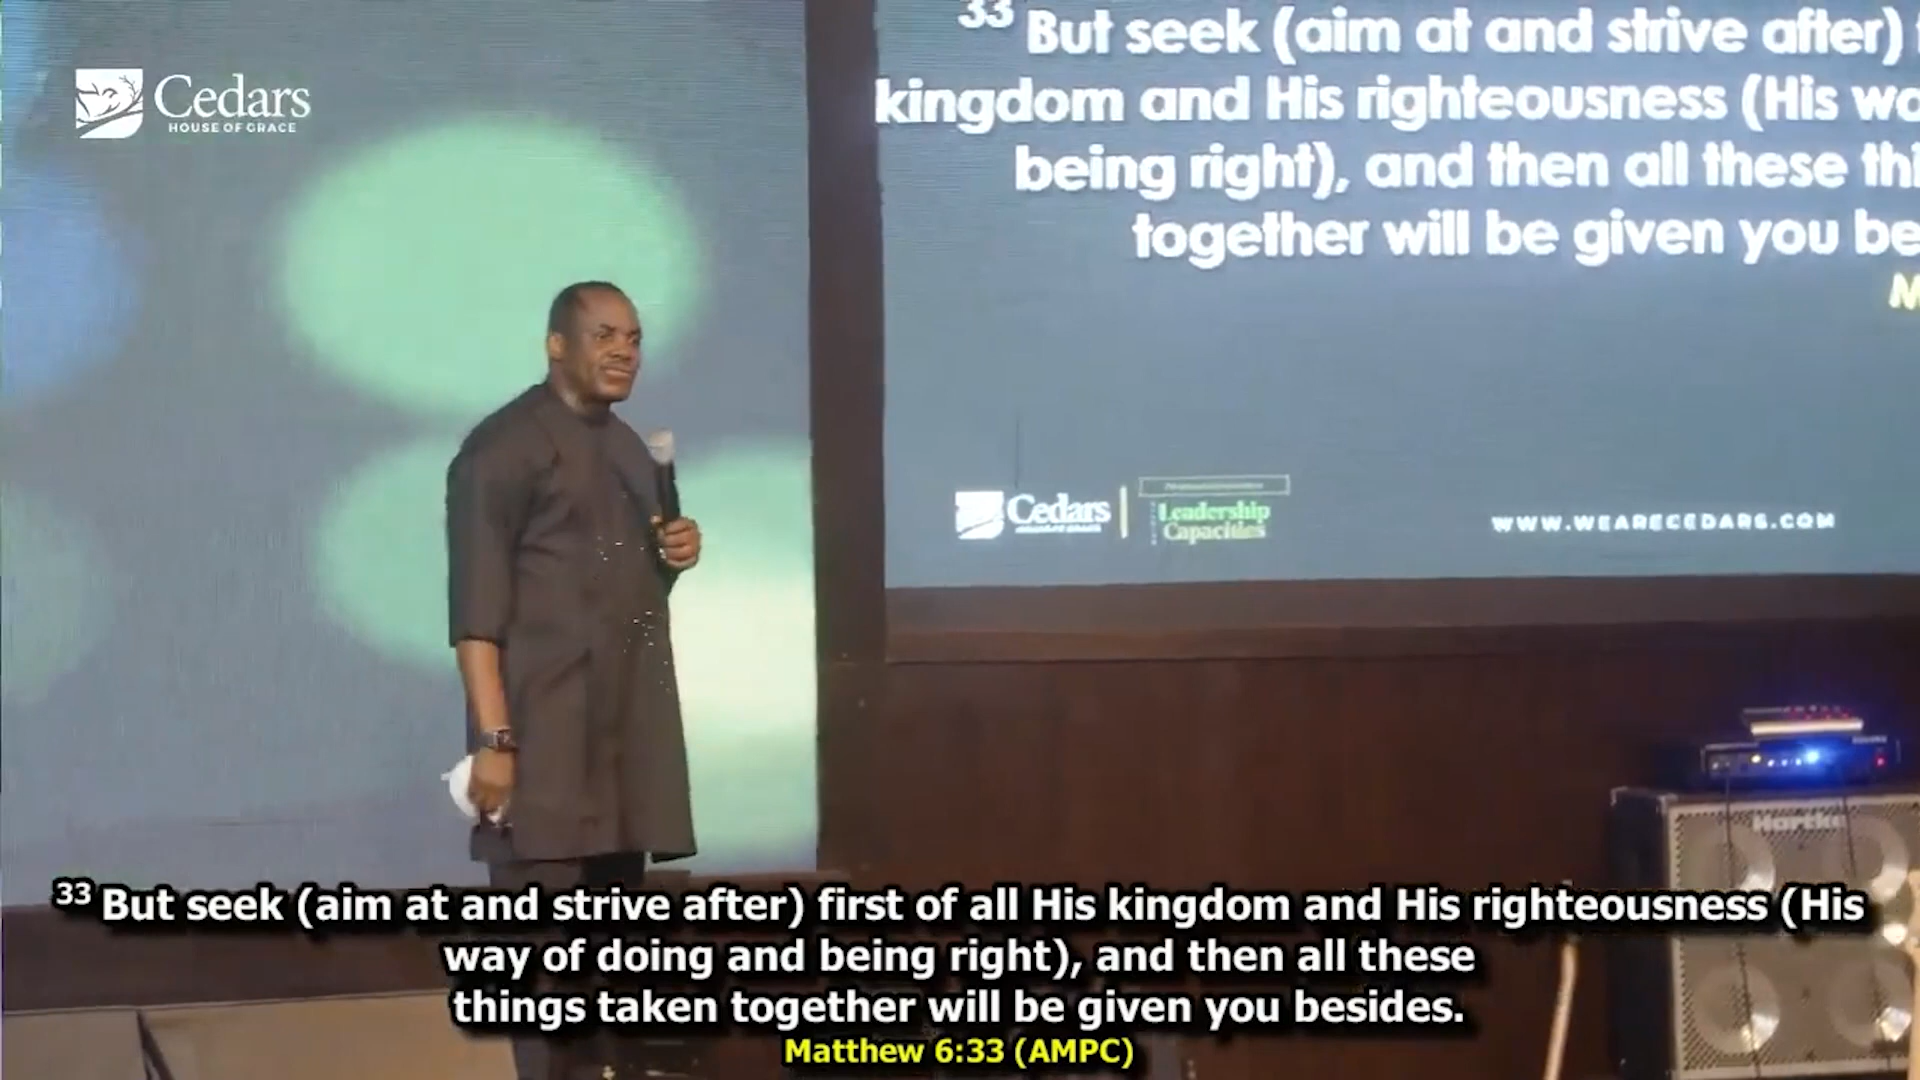 Cedars
HOUSE OF GRACE
33 But seek (aim at and strive after)
kingdom and His righteousness (His
being right), and then all these
together will be given you
Cedars
Leadership
Capacities
WWW.WEARECEDARS.COM
Hartke
33 But seek (aim at and strive after) first of all His kingdom and His righteousness (His
way of doing and being right), and then all these
things taken together will be given you besides.
Matthew 6:33 (AMPC)